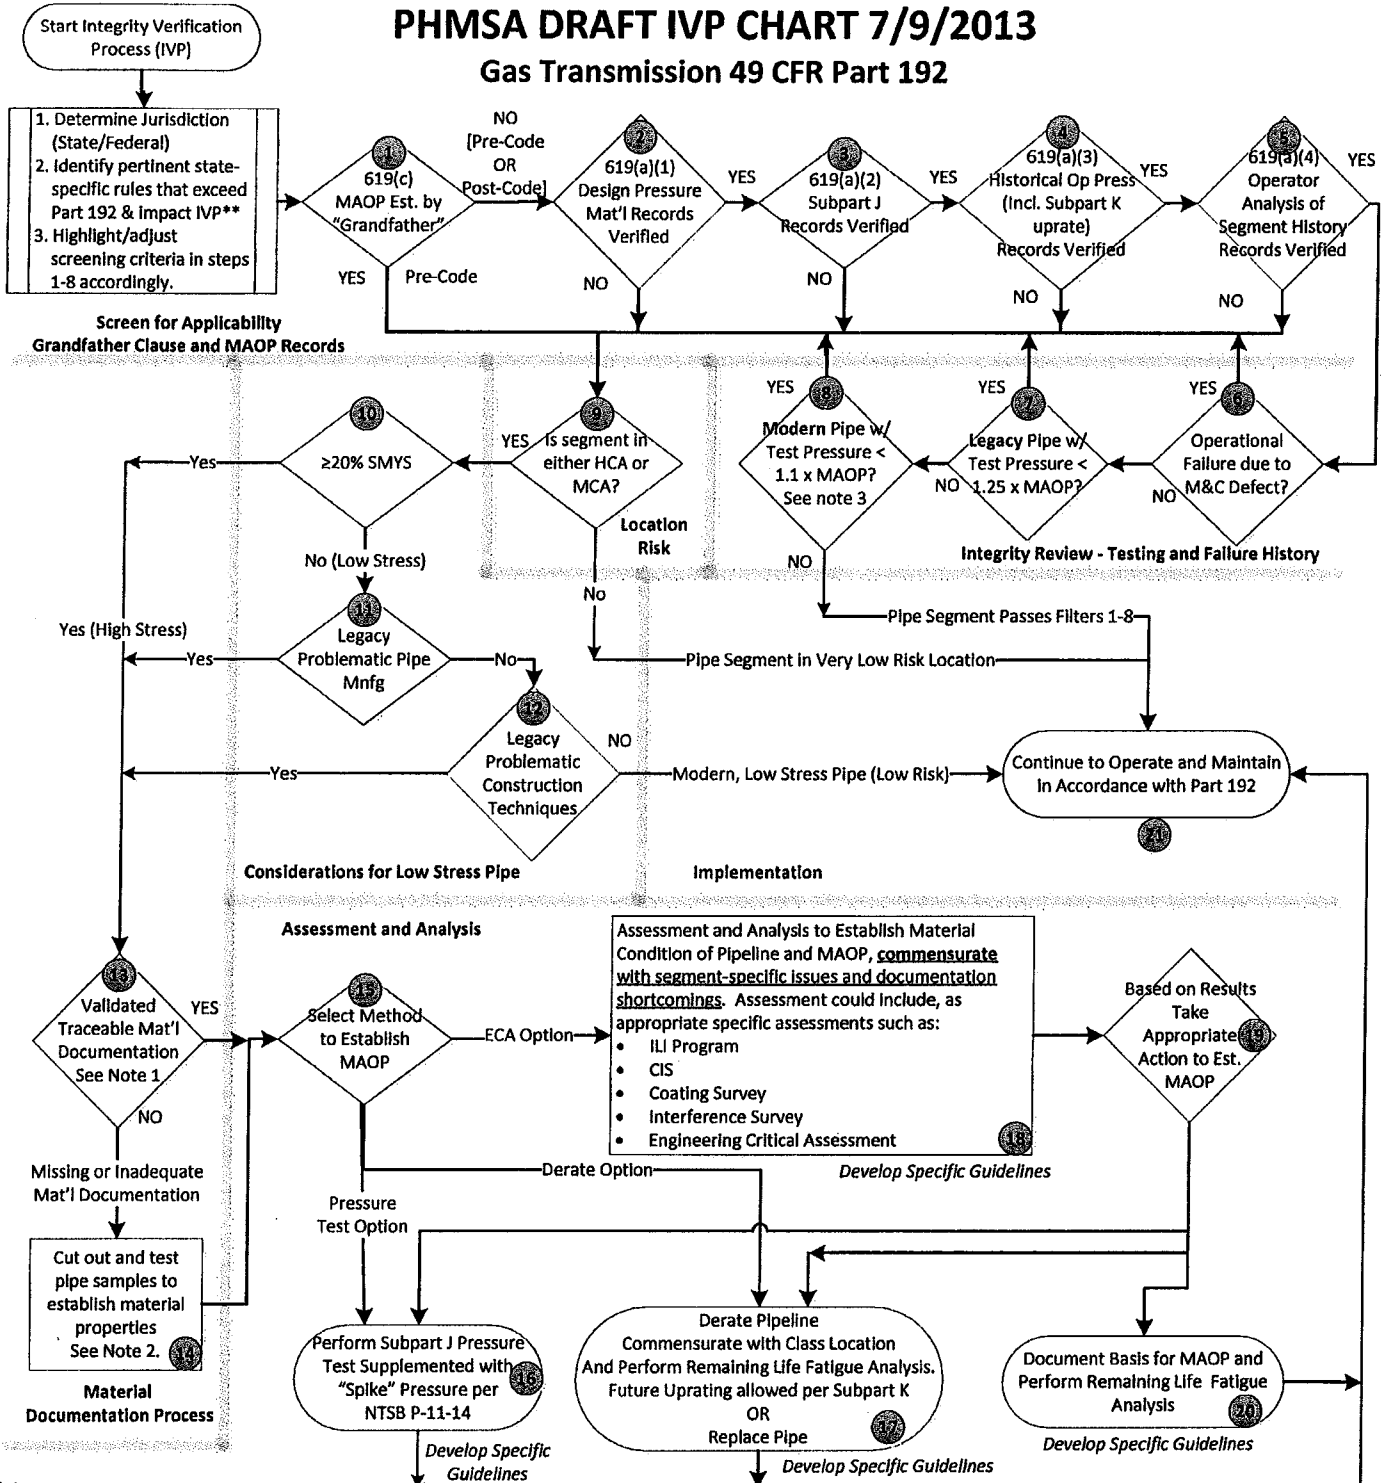 PHMSA DRAFT IVP CHART 7/9/2013
Gas Transmission 49 CFR Part 192
Start Integrity Verification
Process (IVP)
1. Determine Jurisdiction
(State/Federal)
2. Identify pertinent state-
specific rules that exceed
Part 192 & impact IVP**
3. Highlight/adjust
screening criteria in steps
1-8 accordingly.
1
619(c)
MAOP Est. by
"Grandfather"
NO
[Pre-Code
OR
Post-Code]
YES
Pre-Code
2
619(a)(1)
Design Pressure
Mat'l Records
Verified
YES
NO
3
619(a)(2)
Subpart J
Records Verified
YES
NO
4
619(a)(3)
Historical Op Press
(Incl. Subpart K
uprate)
Records Verified
YES
NO
5
619(a)(4)
Operator
Analysis of
Segment History
Records Verified
YES
NO
Screen for Applicability
Grandfather Clause and MAOP Records
YES
8
Modern Pipe w/
Test Pressure <
1.1 x MAOP?
See note 3
NO
YES
7
Legacy Pipe w/
Test Pressure <
1.25 x MAOP?
NO
YES
6
Operational
Failure due to
M&C Defect?
NO
Integrity Review - Testing and Failure History
9
Is segment in
either HCA or
MCA?
YES
Location
Risk
No
10
≥20% SMYS
Yes
No (Low Stress)
Yes (High Stress)
11
Legacy
Problematic Pipe
Mnfg
Yes
No
12
Legacy
Problematic
Construction
Techniques
Yes
NO
Pipe Segment Passes Filters 1-8
Pipe Segment in Very Low Risk Location
Modern, Low Stress Pipe (Low Risk)
Continue to Operate and Maintain
in Accordance with Part 192
21
Considerations for Low Stress Pipe
Implementation
Assessment and Analysis
13
Validated
Traceable Mat'l
Documentation
See Note 1
YES
NO
Missing or Inadequate
Mat'l Documentation
Cut out and test
pipe samples to
establish material
properties
See Note 2.
14
Material
Documentation Process
15
Select Method
to Establish
MAOP
ECA Option
Derate Option
Pressure
Test Option
Assessment and Analysis to Establish Material
Condition of Pipeline and MAOP, commensurate
with segment-specific issues and documentation
shortcomings. Assessment could include, as
appropriate specific assessments such as:
• ILI Program
• CIS
• Coating Survey
• Interference Survey
• Engineering Critical Assessment
18
Develop Specific Guidelines
Based on Results
Take
Appropriate
Action to Est.
MAOP
19
Perform Subpart J Pressure
Test Supplemented with
"Spike" Pressure per
NTSB P-11-14
16
Develop Specific
Guidelines
Derate Pipeline
Commensurate with Class Location
And Perform Remaining Life Fatigue Analysis.
Future Uprating allowed per Subpart K
OR
Replace Pipe
17
Develop Specific Guidelines
Document Basis for MAOP and
Perform Remaining Life Fatigue
Analysis
20
Develop Specific Guidelines